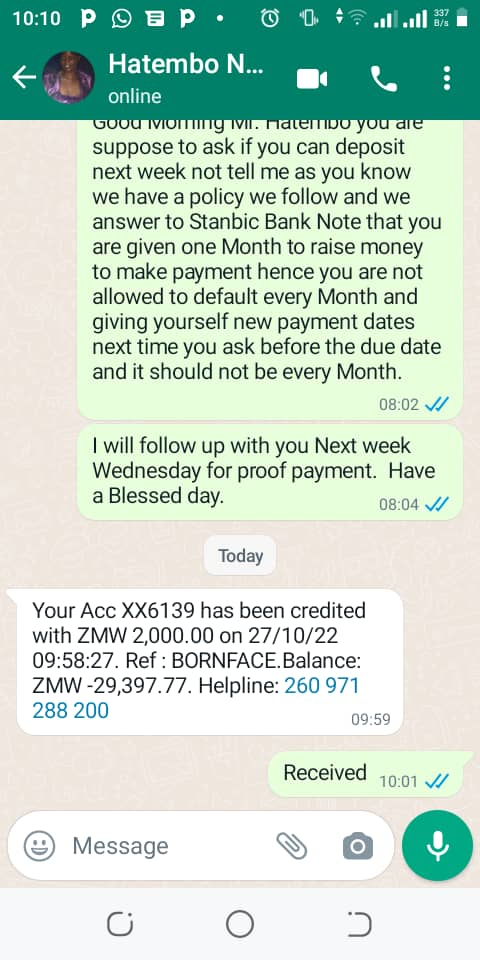 10:10
337
B/s
Hatembo N...
online
Good Morning Mr. Hatembo you are
suppose to ask if you can deposit
next week not tell me as you know
we have a policy we follow and we
answer to Stanbic Bank Note that you
are given one Month to raise money
to make payment hence you are not
allowed to default every Month and
giving yourself new payment dates
next time you ask before the due date
and it should not be every Month.
08:02
I will follow up with you Next week
Wednesday for proof payment.  Have
a Blessed day.
08:04
Today
Your Acc XX6139 has been credited
with ZMW 2,000.00 on 27/10/22
09:58:27. Ref : BORNFACE.Balance:
ZMW -29,397.77. Helpline: 260 971
288 200
09:59
Received
10:01
Message